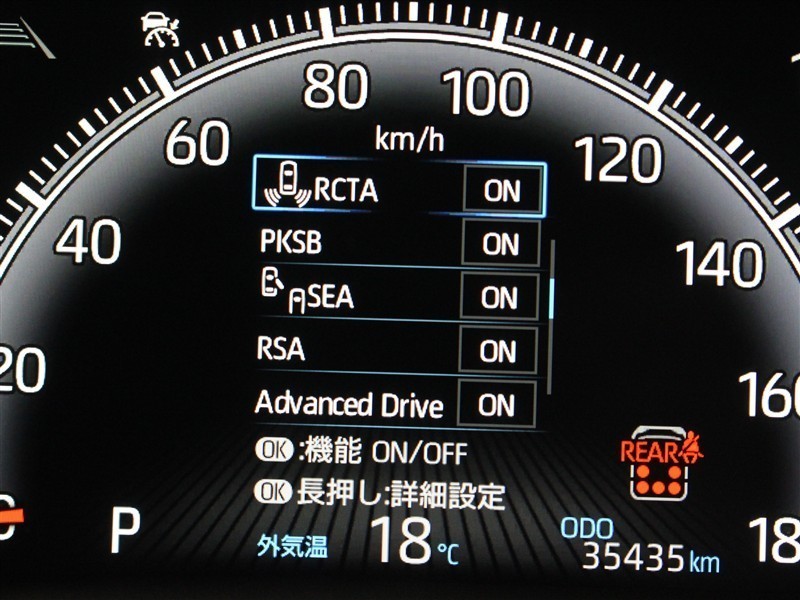 80
100
60
km/h
120
RCTA ON
40
PKSB ON
140
SEA ON
RSA ON
20
Advanced Drive ON
160
OK:機能 ON/OFF
REAR
OK 長押し:詳細設定
C
P
外気温 18℃
ODO
35435km
18